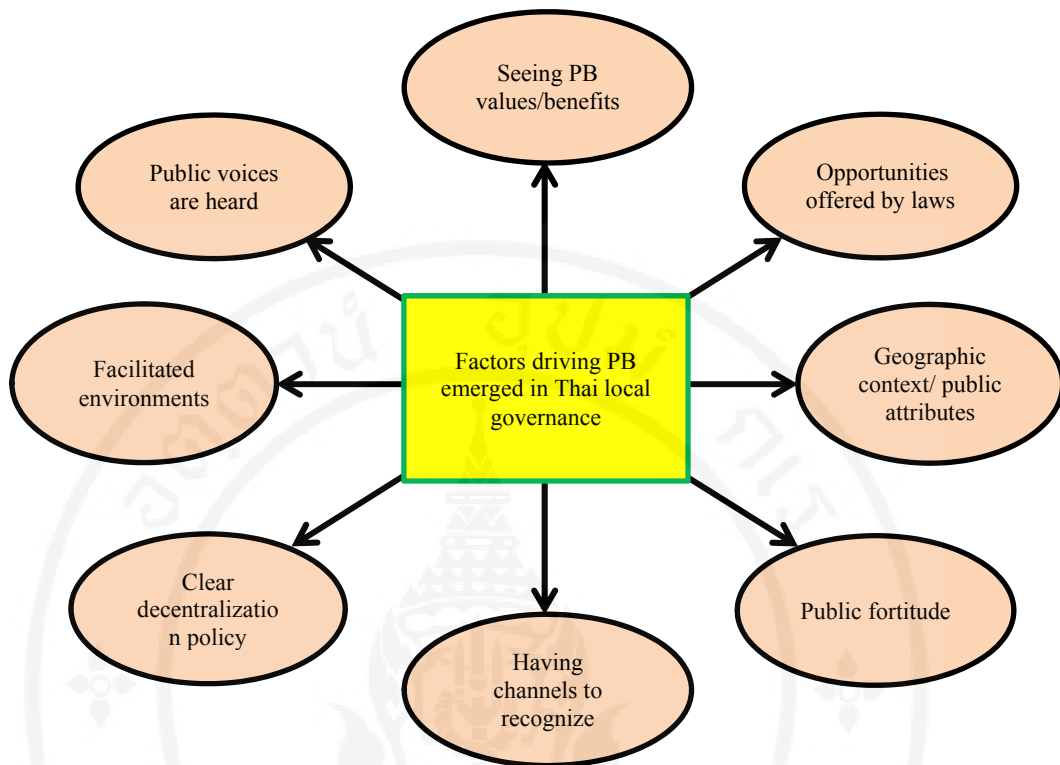 Seeing PB
values/benefits
Public voices
are heard
Opportunities
offered by laws
Facilitated
environments
Factors driving PB
emerged in Thai local
governance
Geographic
context/ public
attributes
Clear
decentralizatio
n policy
Having
channels to
recognize
Public fortitude